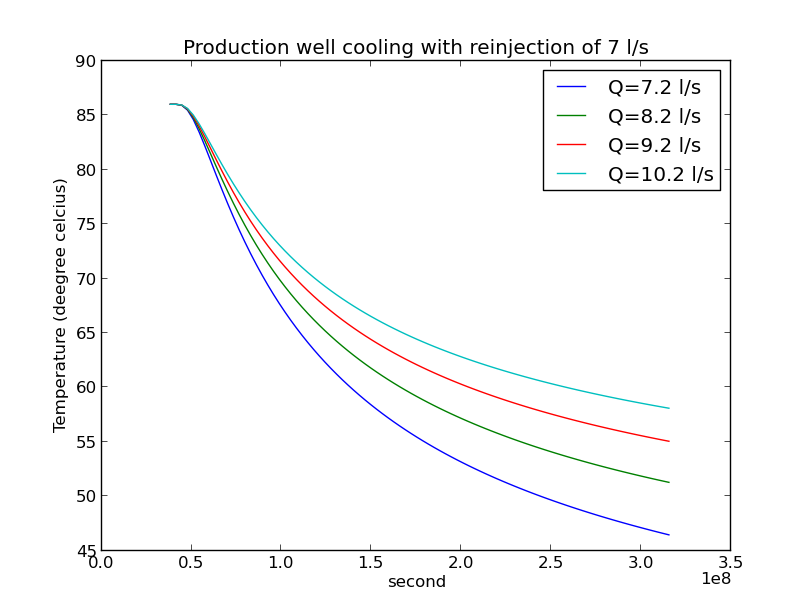 Production well cooling with reinjection of 7 l/s
Temperature (deegree celcius)
90
85
80
75
70
65
60
55
50
45
Q=7.2 l/s
Q=8.2 l/s
Q=9.2 l/s
Q=10.2 l/s
0.0 0.5 1.0 1.5 2.0 2.5 3.0 3.5
1e8
second